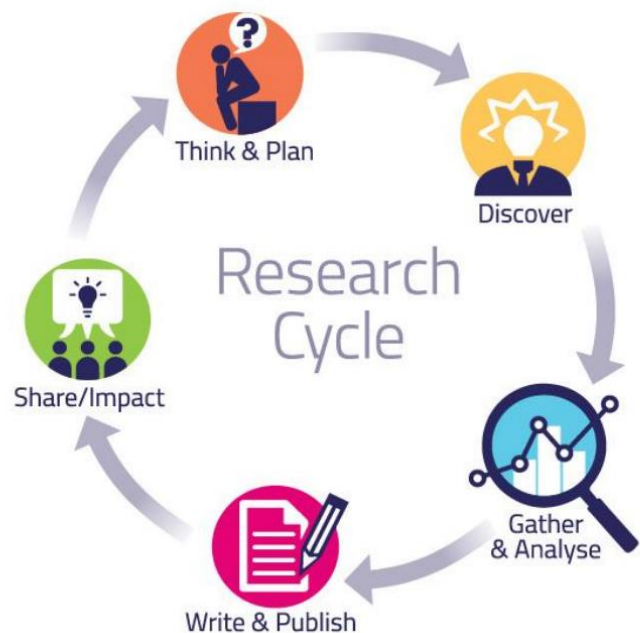 ?
Think & Plan
Discover
Research
Cycle
Share/Impact
Gather
& Analyse
Write & Publish